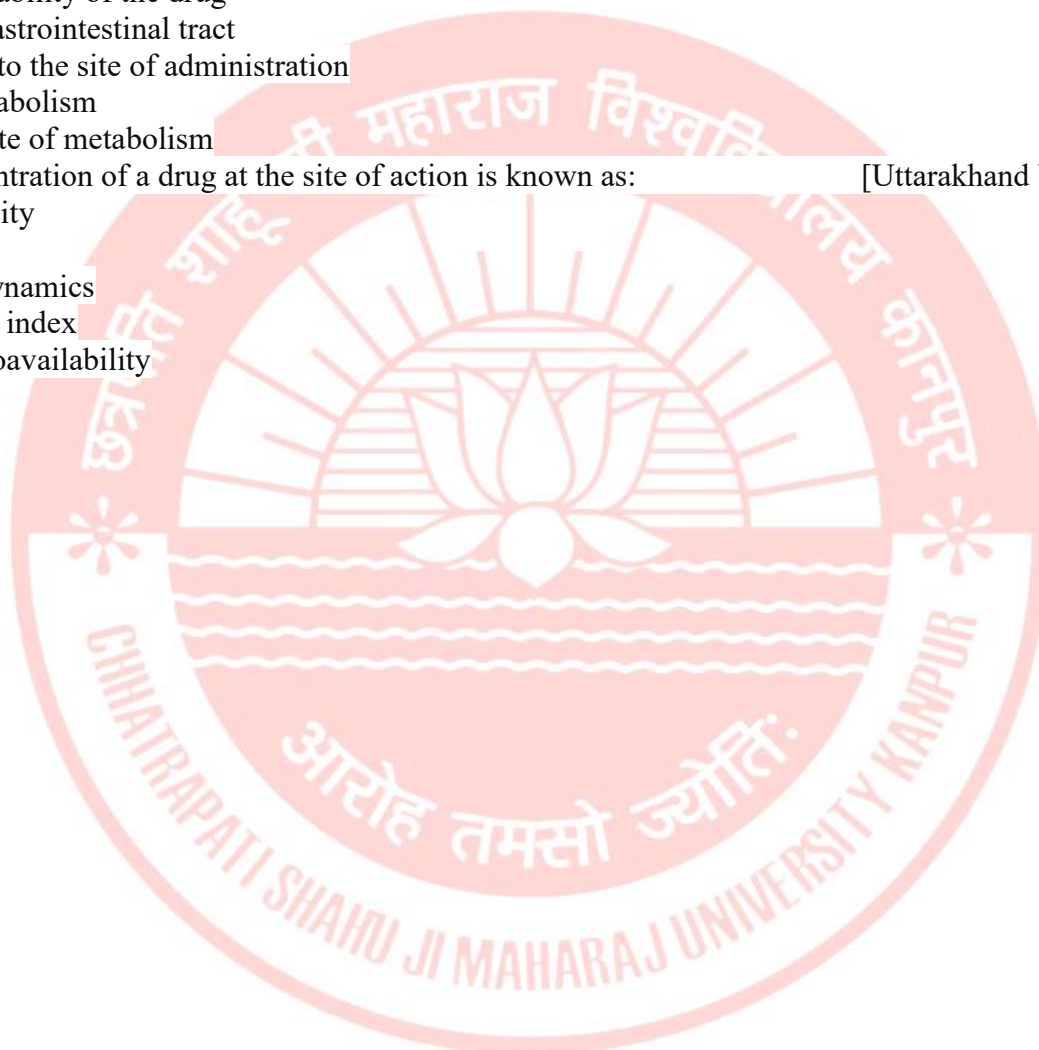 ability of the drug
astrointestinal tract
to the site of administration
abolism
te of metabolism
ntration of a drug at the site of action is known as: [Uttarakhand
ity
ynamics
index
oavailability
छत्रपति शाहू जी महाराज विश्वविद्यालय कानपुर
आरोह तमसो ज्योतिः
CHHATRAPATI SHAHU JI MAHARAJ UNIVERSITY KANPUR